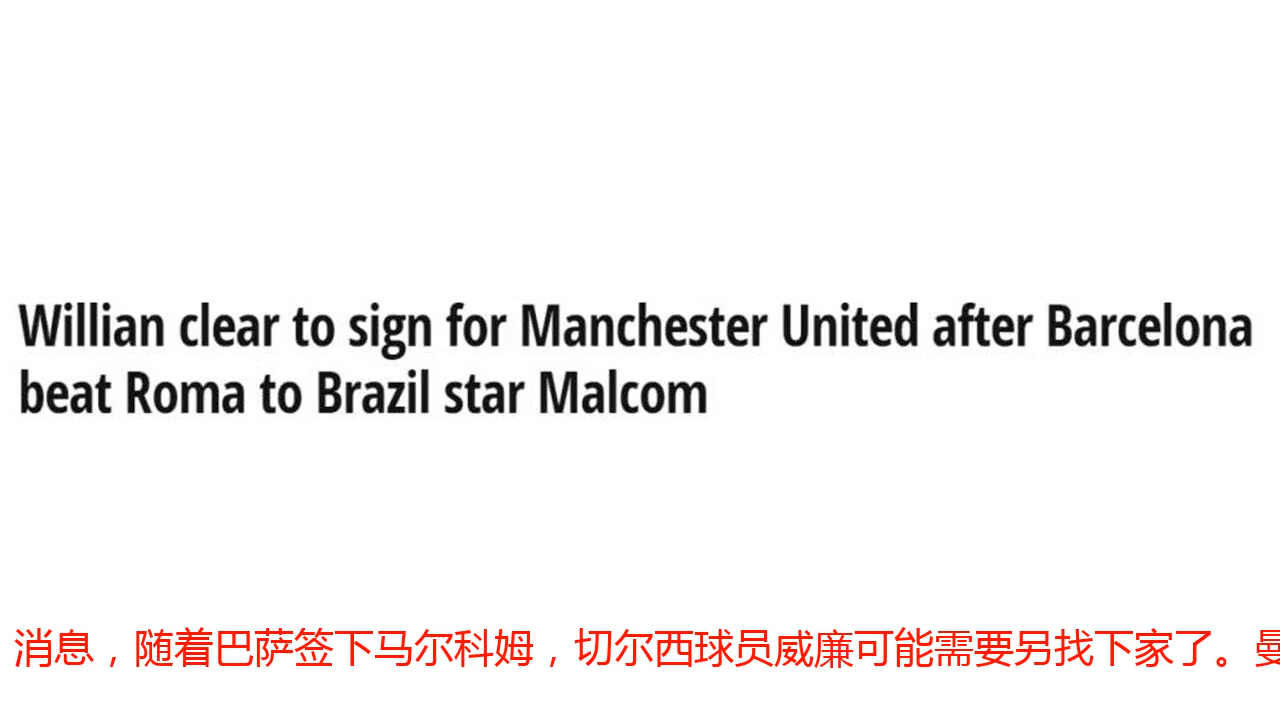 Willian clear to sign for Manchester United after Barcelona
beat Roma to Brazil star Malcom
消息，随着巴萨签下马尔科姆，切尔西球员威廉可能需要另找下家了。曼